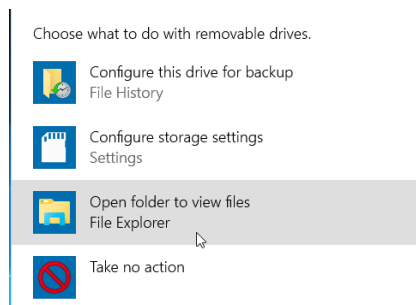 Choose what to do with removable drives.
Configure this drive for backup
File History
Configure storage settings
Settings
Open folder to view files
File Explorer
Take no action